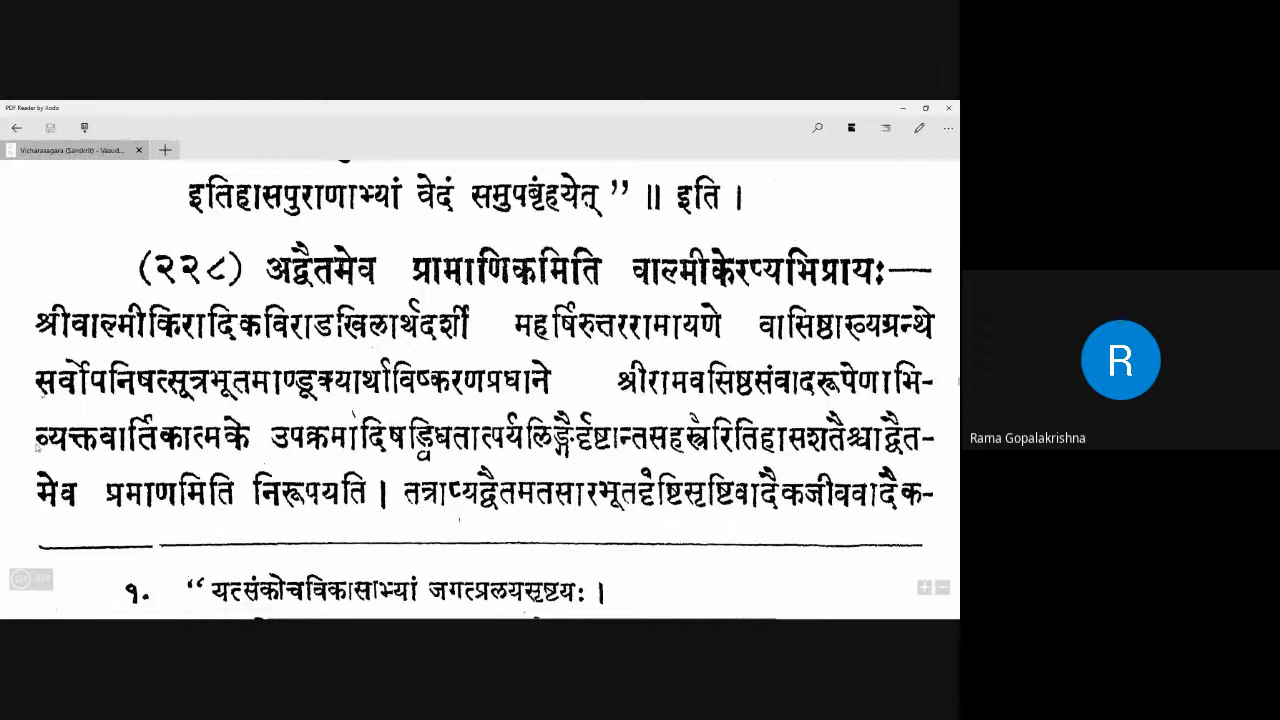 PDF Reader by Xodo
Vicharasagara (Sanskrit) - Vasud...
इतिहासपुराणाभ्यां वेदं समुपबृंहयेत्” ॥ इति ।
(२२८) अद्वैतमेव प्रामाणिकमिति वाल्मीकेरप्यभिप्रायः—
श्रीवाल्मीकिरादिकविराडखिलार्थदर्शी महर्षिरुत्तररामायणे वासिष्ठाख्यग्रन्थे
सर्वोपनिषत्सूत्रभूतमाण्डूक्यार्थाविष्करणप्रधाने श्रीरामवसिष्ठसंवादरूपेणाभि-
व्यक्तवार्तिकात्मके उपक्रमादिषड्विधतात्पर्यलिङ्गैर्दृष्टान्तसहस्रैरितिहासशतैश्चाद्वैत-
मेव प्रमाणमिति निरूपयति । तत्राप्यद्वैतमतसारभूतदृष्टिसृष्टिवादैकजीववादैक-
१. “ यत्संकोचविकासाभ्यां जगत्प्रलयसृष्टयः ।
R
Rama Gopalakrishna